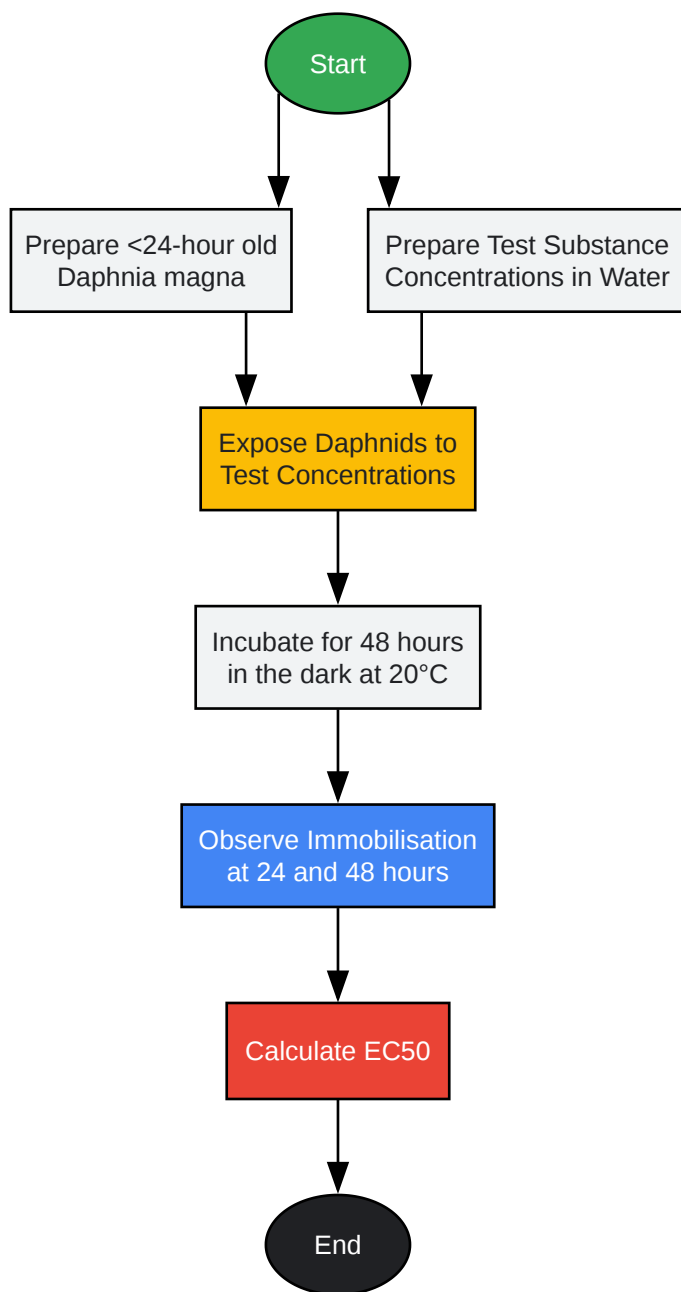 Start
Prepare <24-hour old
Daphnia magna
Prepare Test Substance
Concentrations in Water
Expose Daphnids to
Test Concentrations
Incubate for 48 hours
in the dark at 20°C
Observe Immobilisation
at 24 and 48 hours
Calculate EC50
End